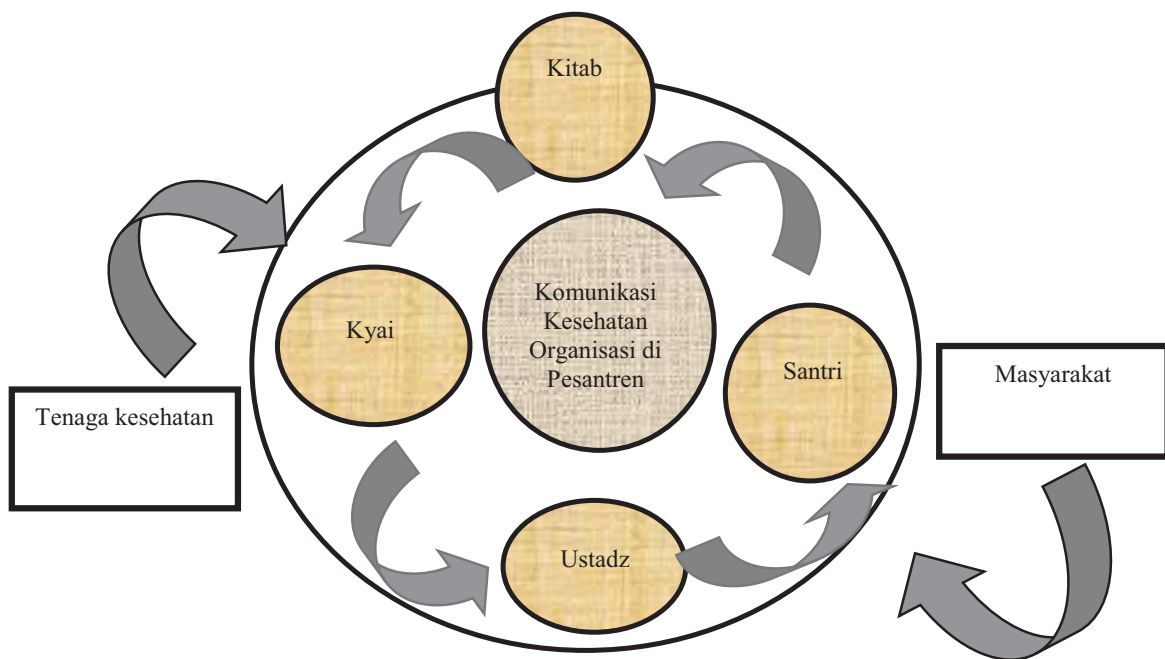 Kitab
Komunikasi
Kesehatan
Organisasi di
Pesantren
Kyai
Santri
Masyarakat
Tenaga kesehatan
Ustadz